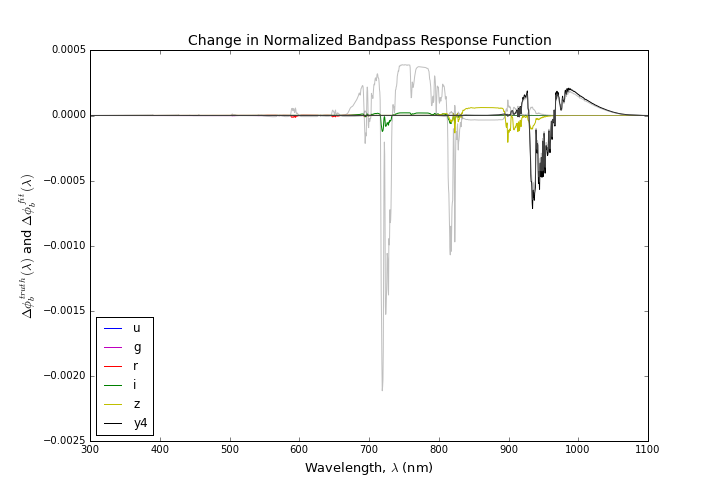 Change in Normalized Bandpass Response Function
0.0005
0.0000
−0.0005
−0.0010
−0.0015
−0.0020
−0.0025
Δϕ_b^truth(λ) and Δϕ_b^fit(λ)
u
g
r
i
z
y4
300 400 500 600 700 800 900 1000 1100
Wavelength, λ (nm)